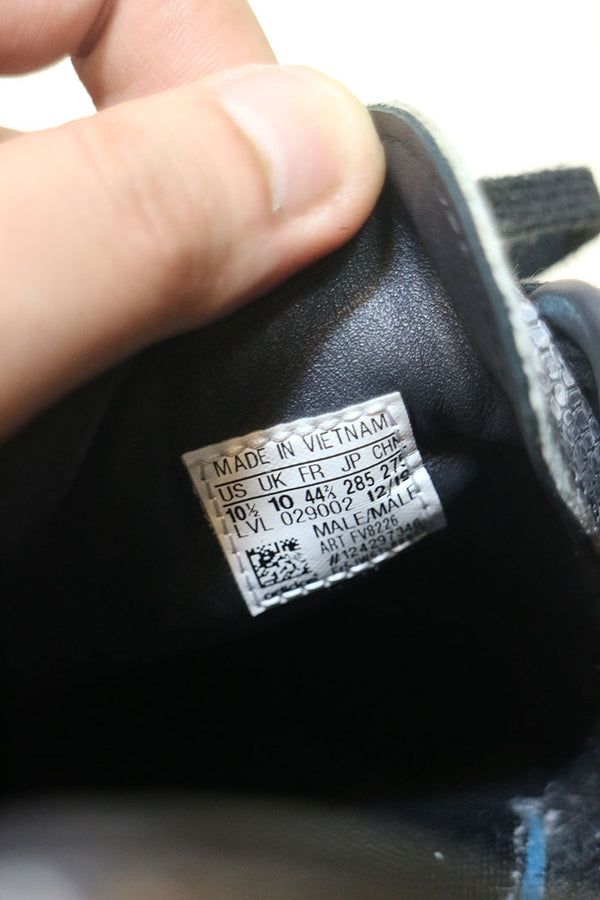 MADE IN VIETNAM
US UK FR JP CHN
10½ 10 44⅔ 285 275
LVL 029002 12/19
MALE/MALE
ART FV8226